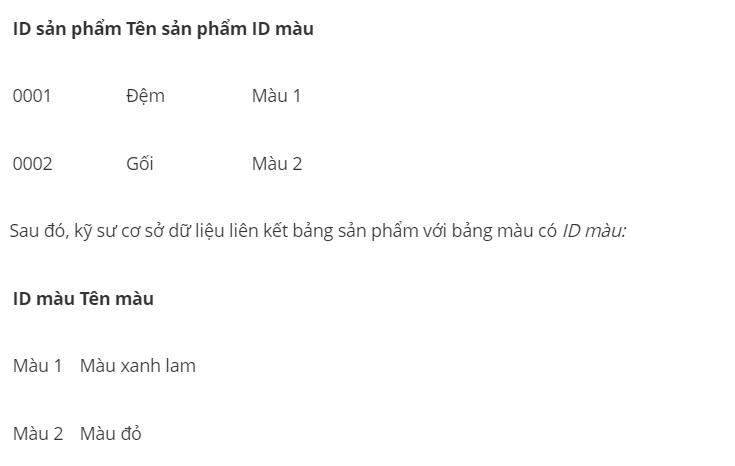 ID sản phẩm Tên sản phẩm ID màu
0001 Đệm Màu 1
0002 Gối Màu 2
Sau đó, kỹ sư cơ sở dữ liệu liên kết bảng sản phẩm với bảng màu có ID màu:
ID màu Tên màu
Màu 1 Màu xanh lam
Màu 2 Màu đỏ